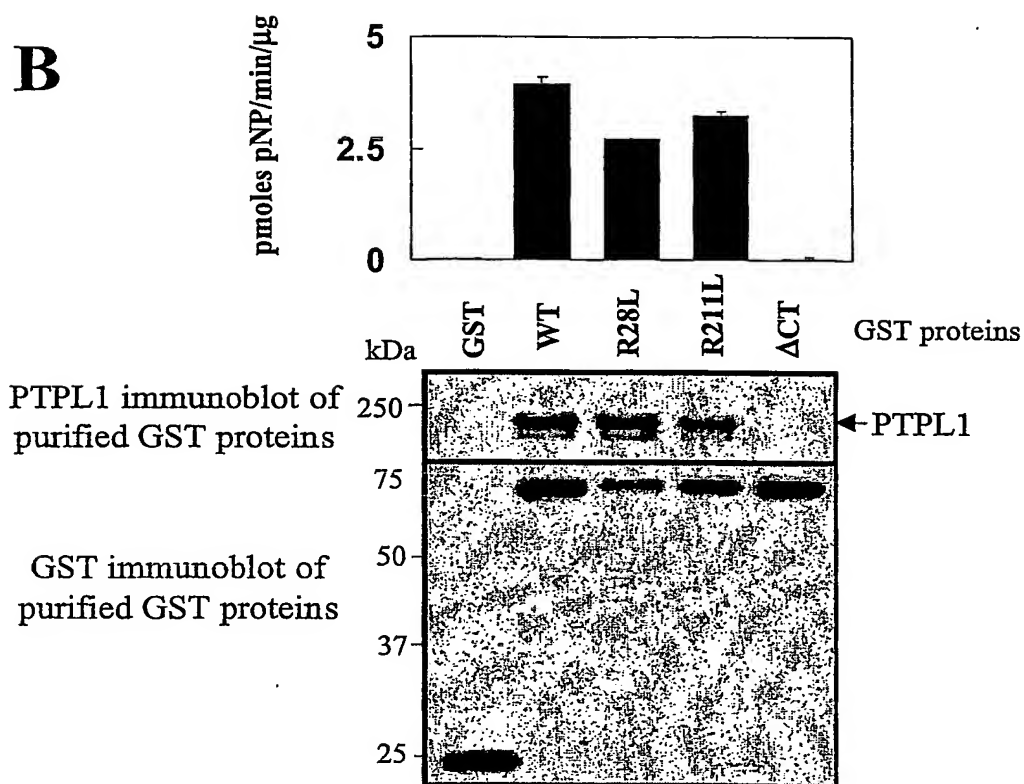 B
pmoles pNP/min/µg
5
2.5
0
GST
WT
R28L
R211L
ΔCT
GST proteins
kDa
PTPL1 immunoblot of
purified GST proteins
250
PTPL1
75
50
GST immunoblot of
purified GST proteins
37
25